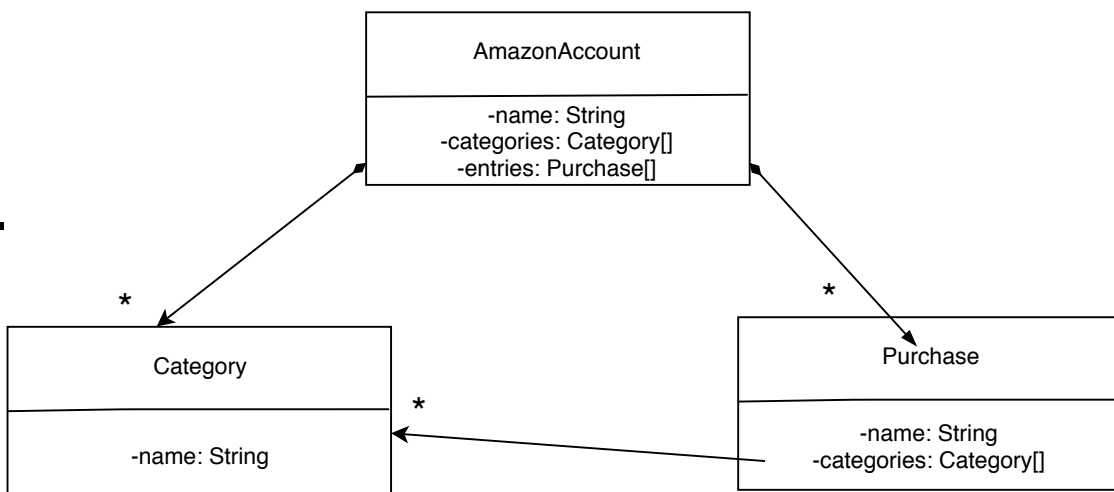 AmazonAccount
-name: String
-categories: Category[]
-entries: Purchase[]
*
*
Category
-name: String
*
Purchase
-name: String
-categories: Category[]